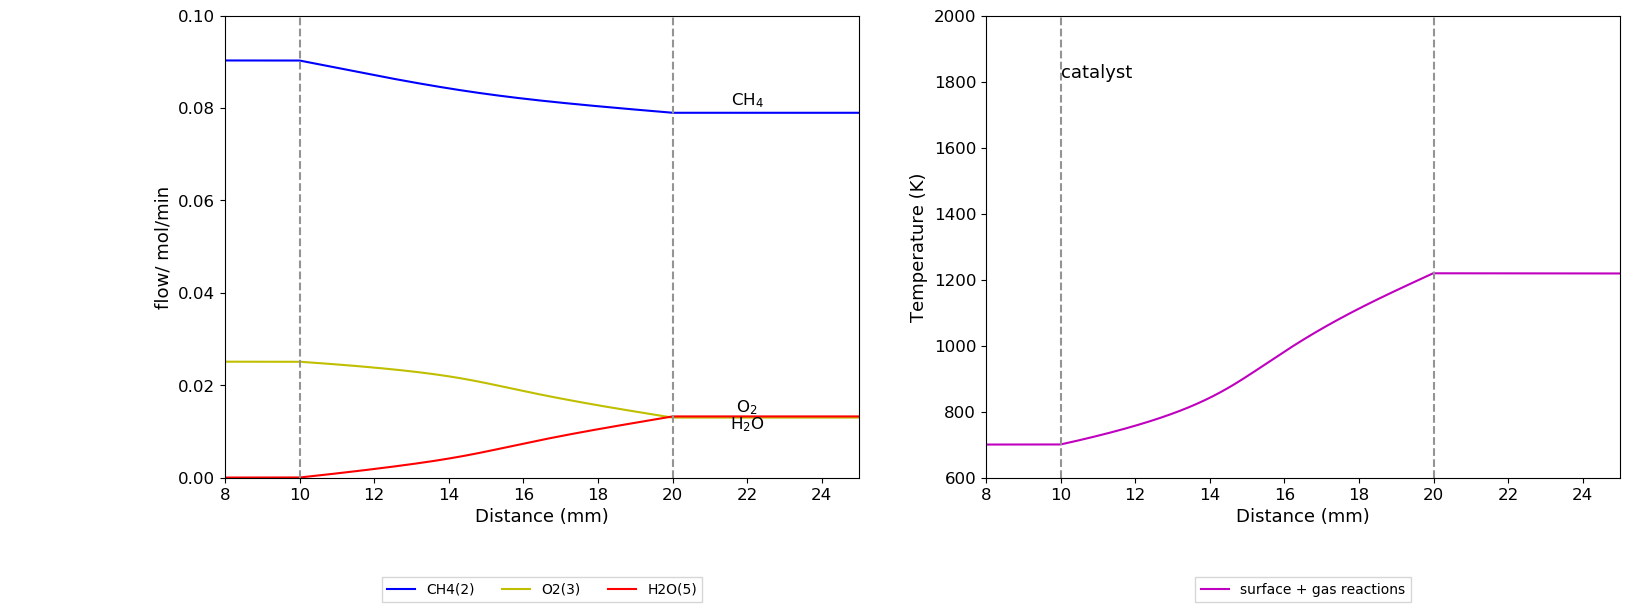 0.10
0.08
0.06
0.04
0.02
0.00
flow/ mol/min
CH₄
O₂
H₂O
8 10 12 14 16 18 20 22 24
Distance (mm)
CH4(2) O2(3) H2O(5)
2000
1800
1600
1400
1200
1000
800
600
Temperature (K)
catalyst
8 10 12 14 16 18 20 22 24
Distance (mm)
surface + gas reactions